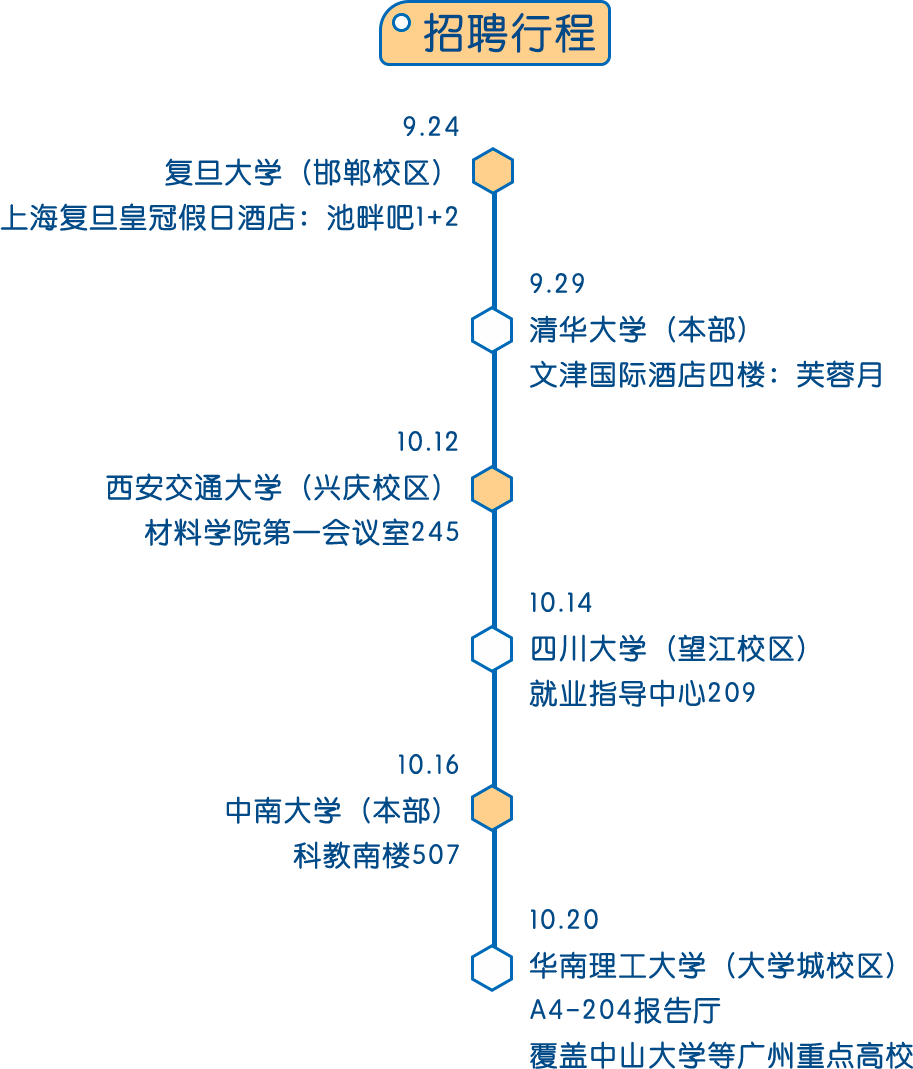 招聘行程
9.24
复旦大学（邯郸校区）
上海复旦皇冠假日酒店：池畔吧1+2
9.29
清华大学（本部）
文津国际酒店四楼：芙蓉月
10.12
西安交通大学（兴庆校区）
材料学院第一会议室245
10.14
四川大学（望江校区）
就业指导中心209
10.16
中南大学（本部）
科教南楼507
10.20
华南理工大学（大学城校区）
A4-204报告厅
覆盖中山大学等广州重点高校